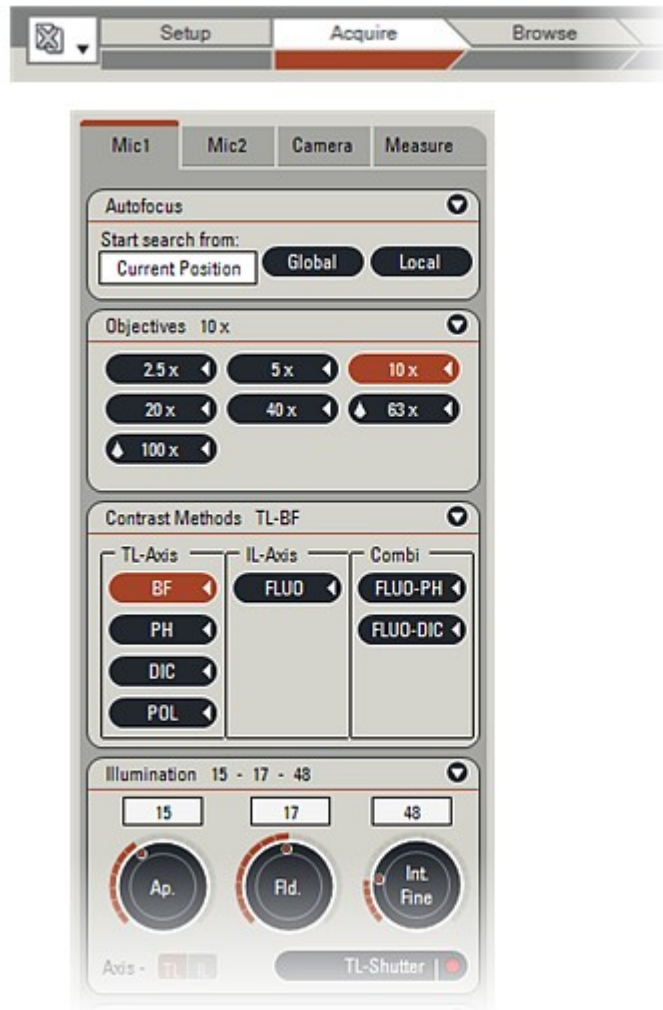 Setup Acquire Browse
Mic1 Mic2 Camera Measure
Autofocus
Start search from:
Current Position Global Local
Objectives 10 x
2.5 x 5 x 10 x
20 x 40 x 63 x
100 x
Contrast Methods TL-BF
TL-Axis IL-Axis Combi
BF FLUO FLUO-PH
PH FLUO-DIC
DIC
POL
Illumination 15 - 17 - 48
15 17 48
Ap. Fld. Int.
Fine
Axis - TL IL TL-Shutter